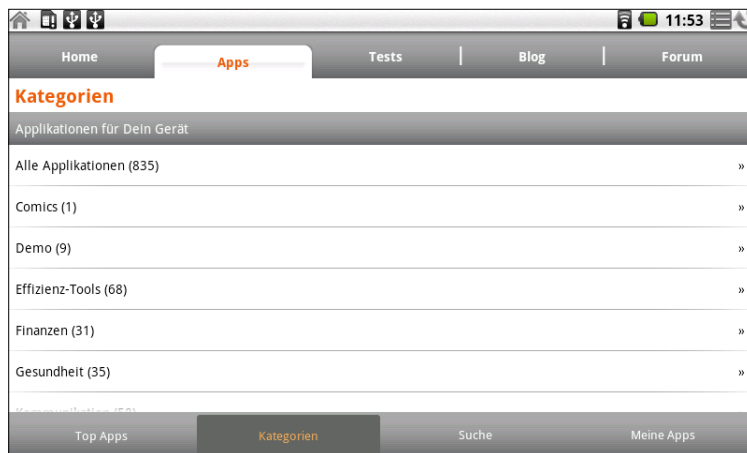 11:53
Home Apps Tests Blog Forum
Kategorien
Applikationen für Dein Gerät
Alle Applikationen (835) »
Comics (1) »
Demo (9) »
Effizienz-Tools (68) »
Finanzen (31) »
Gesundheit (35) »
Top Apps Kategorien Suche Meine Apps